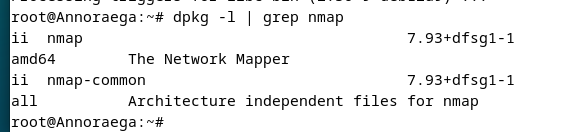 root@Annoraega:~# dpkg -l | grep nmap
ii  nmap                                 7.93+dfsg1-1
amd64        The Network Mapper
ii  nmap-common                          7.93+dfsg1-1
all          Architecture independent files for nmap
root@Annoraega:~#